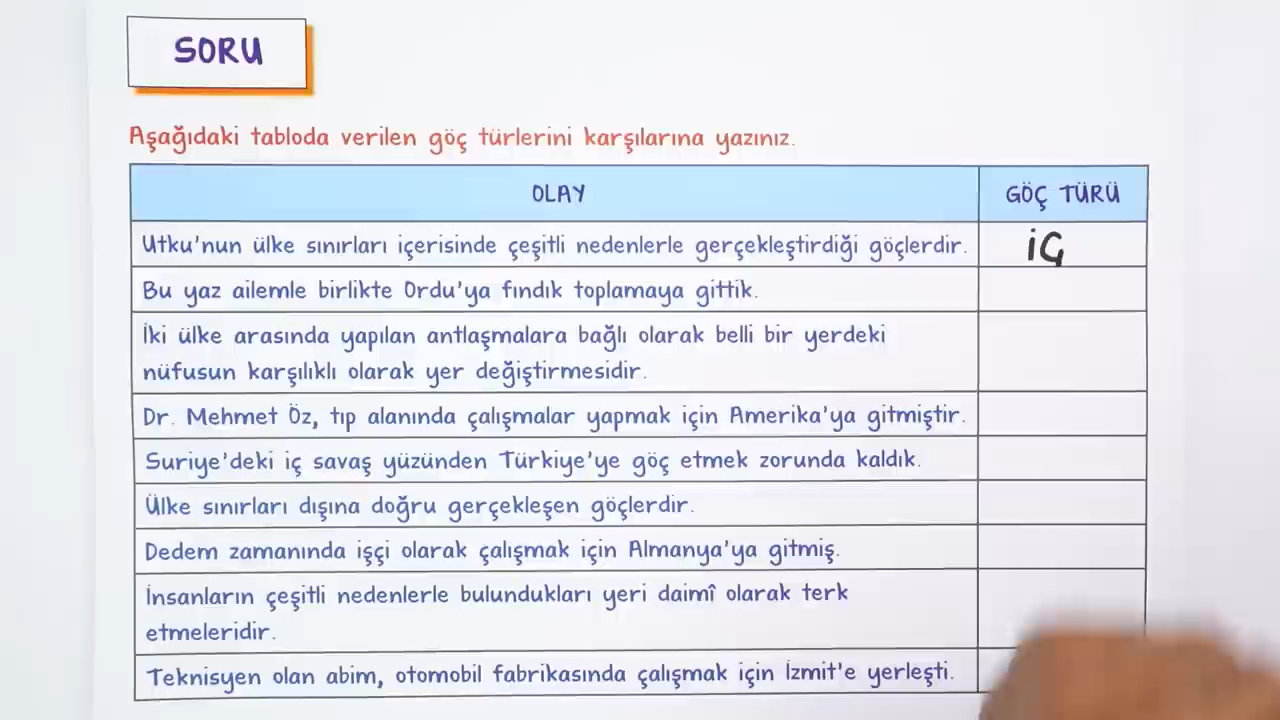 SORU
Aşağıdaki tabloda verilen göç türlerini karşılarına yazınız.
OLAY
GÖÇ TÜRÜ
Utku'nun ülke sınırları içerisinde çeşitli nedenlerle gerçekleştirdiği göçlerdir.
İÇ
Bu yaz ailemle birlikte Ordu'ya fındık toplamaya gittik.
İki ülke arasında yapılan antlaşmalara bağlı olarak belli bir yerdeki
nüfusun karşılıklı olarak yer değiştirmesidir.
Dr. Mehmet Öz, tıp alanında çalışmalar yapmak için Amerika'ya gitmiştir.
Suriye'deki iç savaş yüzünden Türkiye'ye göç etmek zorunda kaldık.
Ülke sınırları dışına doğru gerçekleşen göçlerdir.
Dedem zamanında işçi olarak çalışmak için Almanya'ya gitmiş.
İnsanların çeşitli nedenlerle bulundukları yeri daimî olarak terk
etmeleridir.
Teknisyen olan abim, otomobil fabrikasında çalışmak için İzmit'e yerleşti.